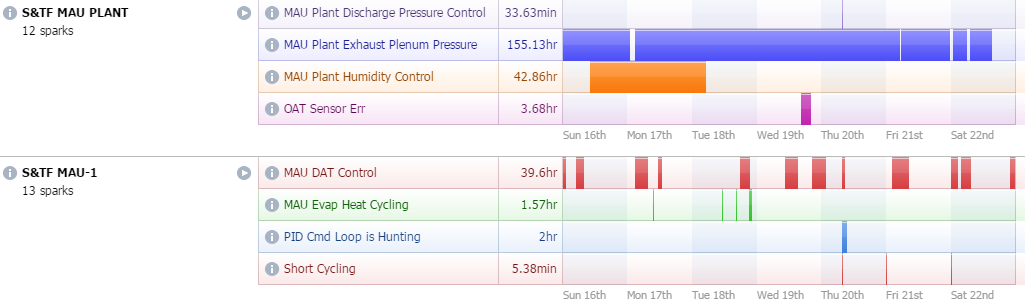 S&TF MAU PLANT
12 sparks
MAU Plant Discharge Pressure Control 33.63min
MAU Plant Exhaust Plenum Pressure 155.13hr
MAU Plant Humidity Control 42.86hr
OAT Sensor Err 3.68hr
Sun 16th Mon 17th Tue 18th Wed 19th Thu 20th Fri 21st Sat 22nd
S&TF MAU-1
13 sparks
MAU DAT Control 39.6hr
MAU Evap Heat Cycling 1.57hr
PID Cmd Loop is Hunting 2hr
Short Cycling 5.38min
Sun 16th Mon 17th Tue 18th Wed 19th Thu 20th Fri 21st Sat 22nd